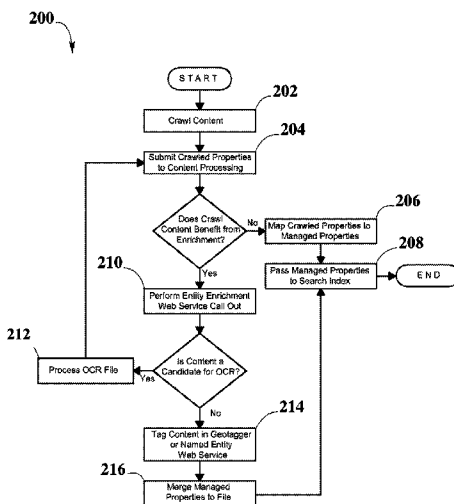 200
START
202
Crawl Content
204
Submit Crawled Properties
to Content Processing
Does Crawl
Content Benefit from
Enrichment?
No
206
Map Crawled Properties to
Managed Properties
208
Pass Managed Properties
to Search Index
END
Yes
210
Perform Entity Enrichment
Web Service Call Out
212
Process OCR File
Yes
Is Content a
Candidate for OCR?
No
214
Tag Content in Geotagger
or Named Entity
Web Service
216
Merge Managed
Properties to File